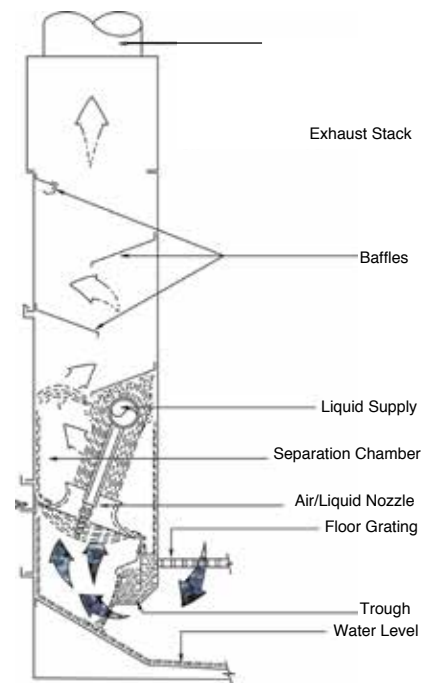 Exhaust Stack
Baffles
Liquid Supply
Separation Chamber
Air/Liquid Nozzle
Floor Grating
Trough
Water Level